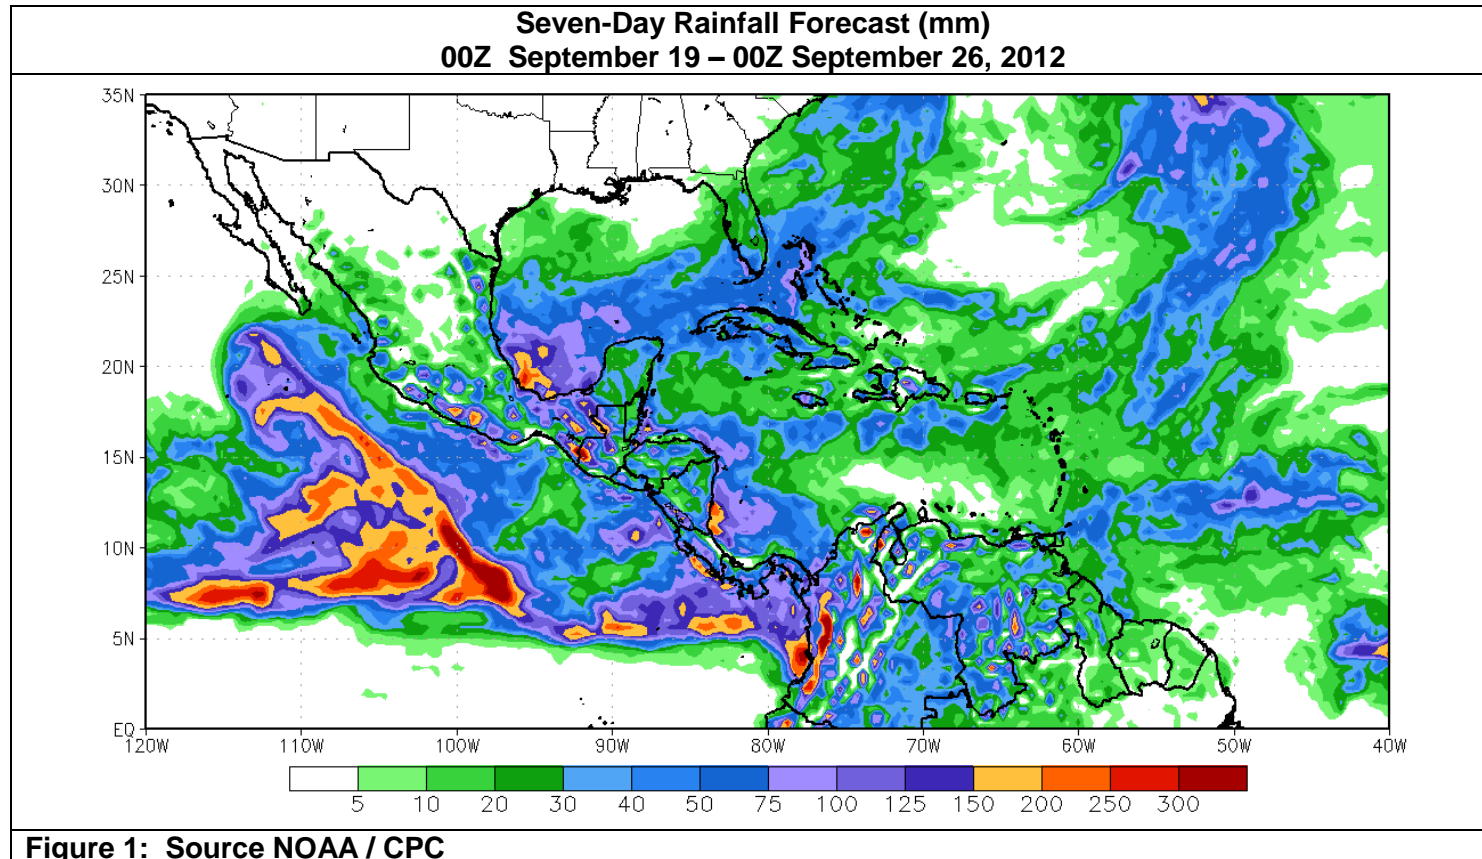 Seven-Day Rainfall Forecast (mm)
00Z  September 19 – 00Z September 26, 2012
35N
30N
25N
20N
15N
10N
5N
EQ
120W 110W 100W 90W 80W 70W 60W 50W 40W
5 10 20 30 40 50 75 100 125 150 200 250 300
Figure 1:  Source NOAA / CPC